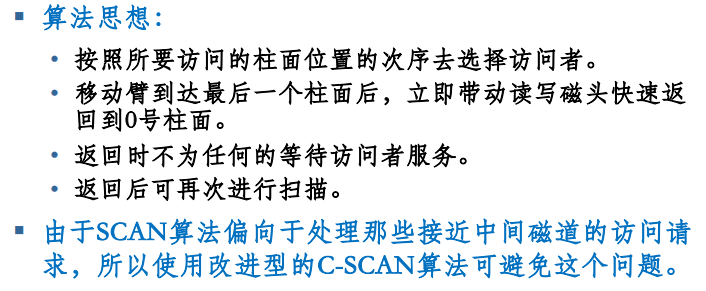 ▪ 算法思想：
• 按照所要访问的柱面位置的次序去选择访问者。
• 移动臂到达最后一个柱面后，立即带动读写磁头快速返
回到0号柱面。
• 返回时不为任何的等待访问者服务。
• 返回后可再次进行扫描。
▪ 由于SCAN算法偏向于处理那些接近中间磁道的访问请
求，所以使用改进型的C-SCAN算法可避免这个问题。